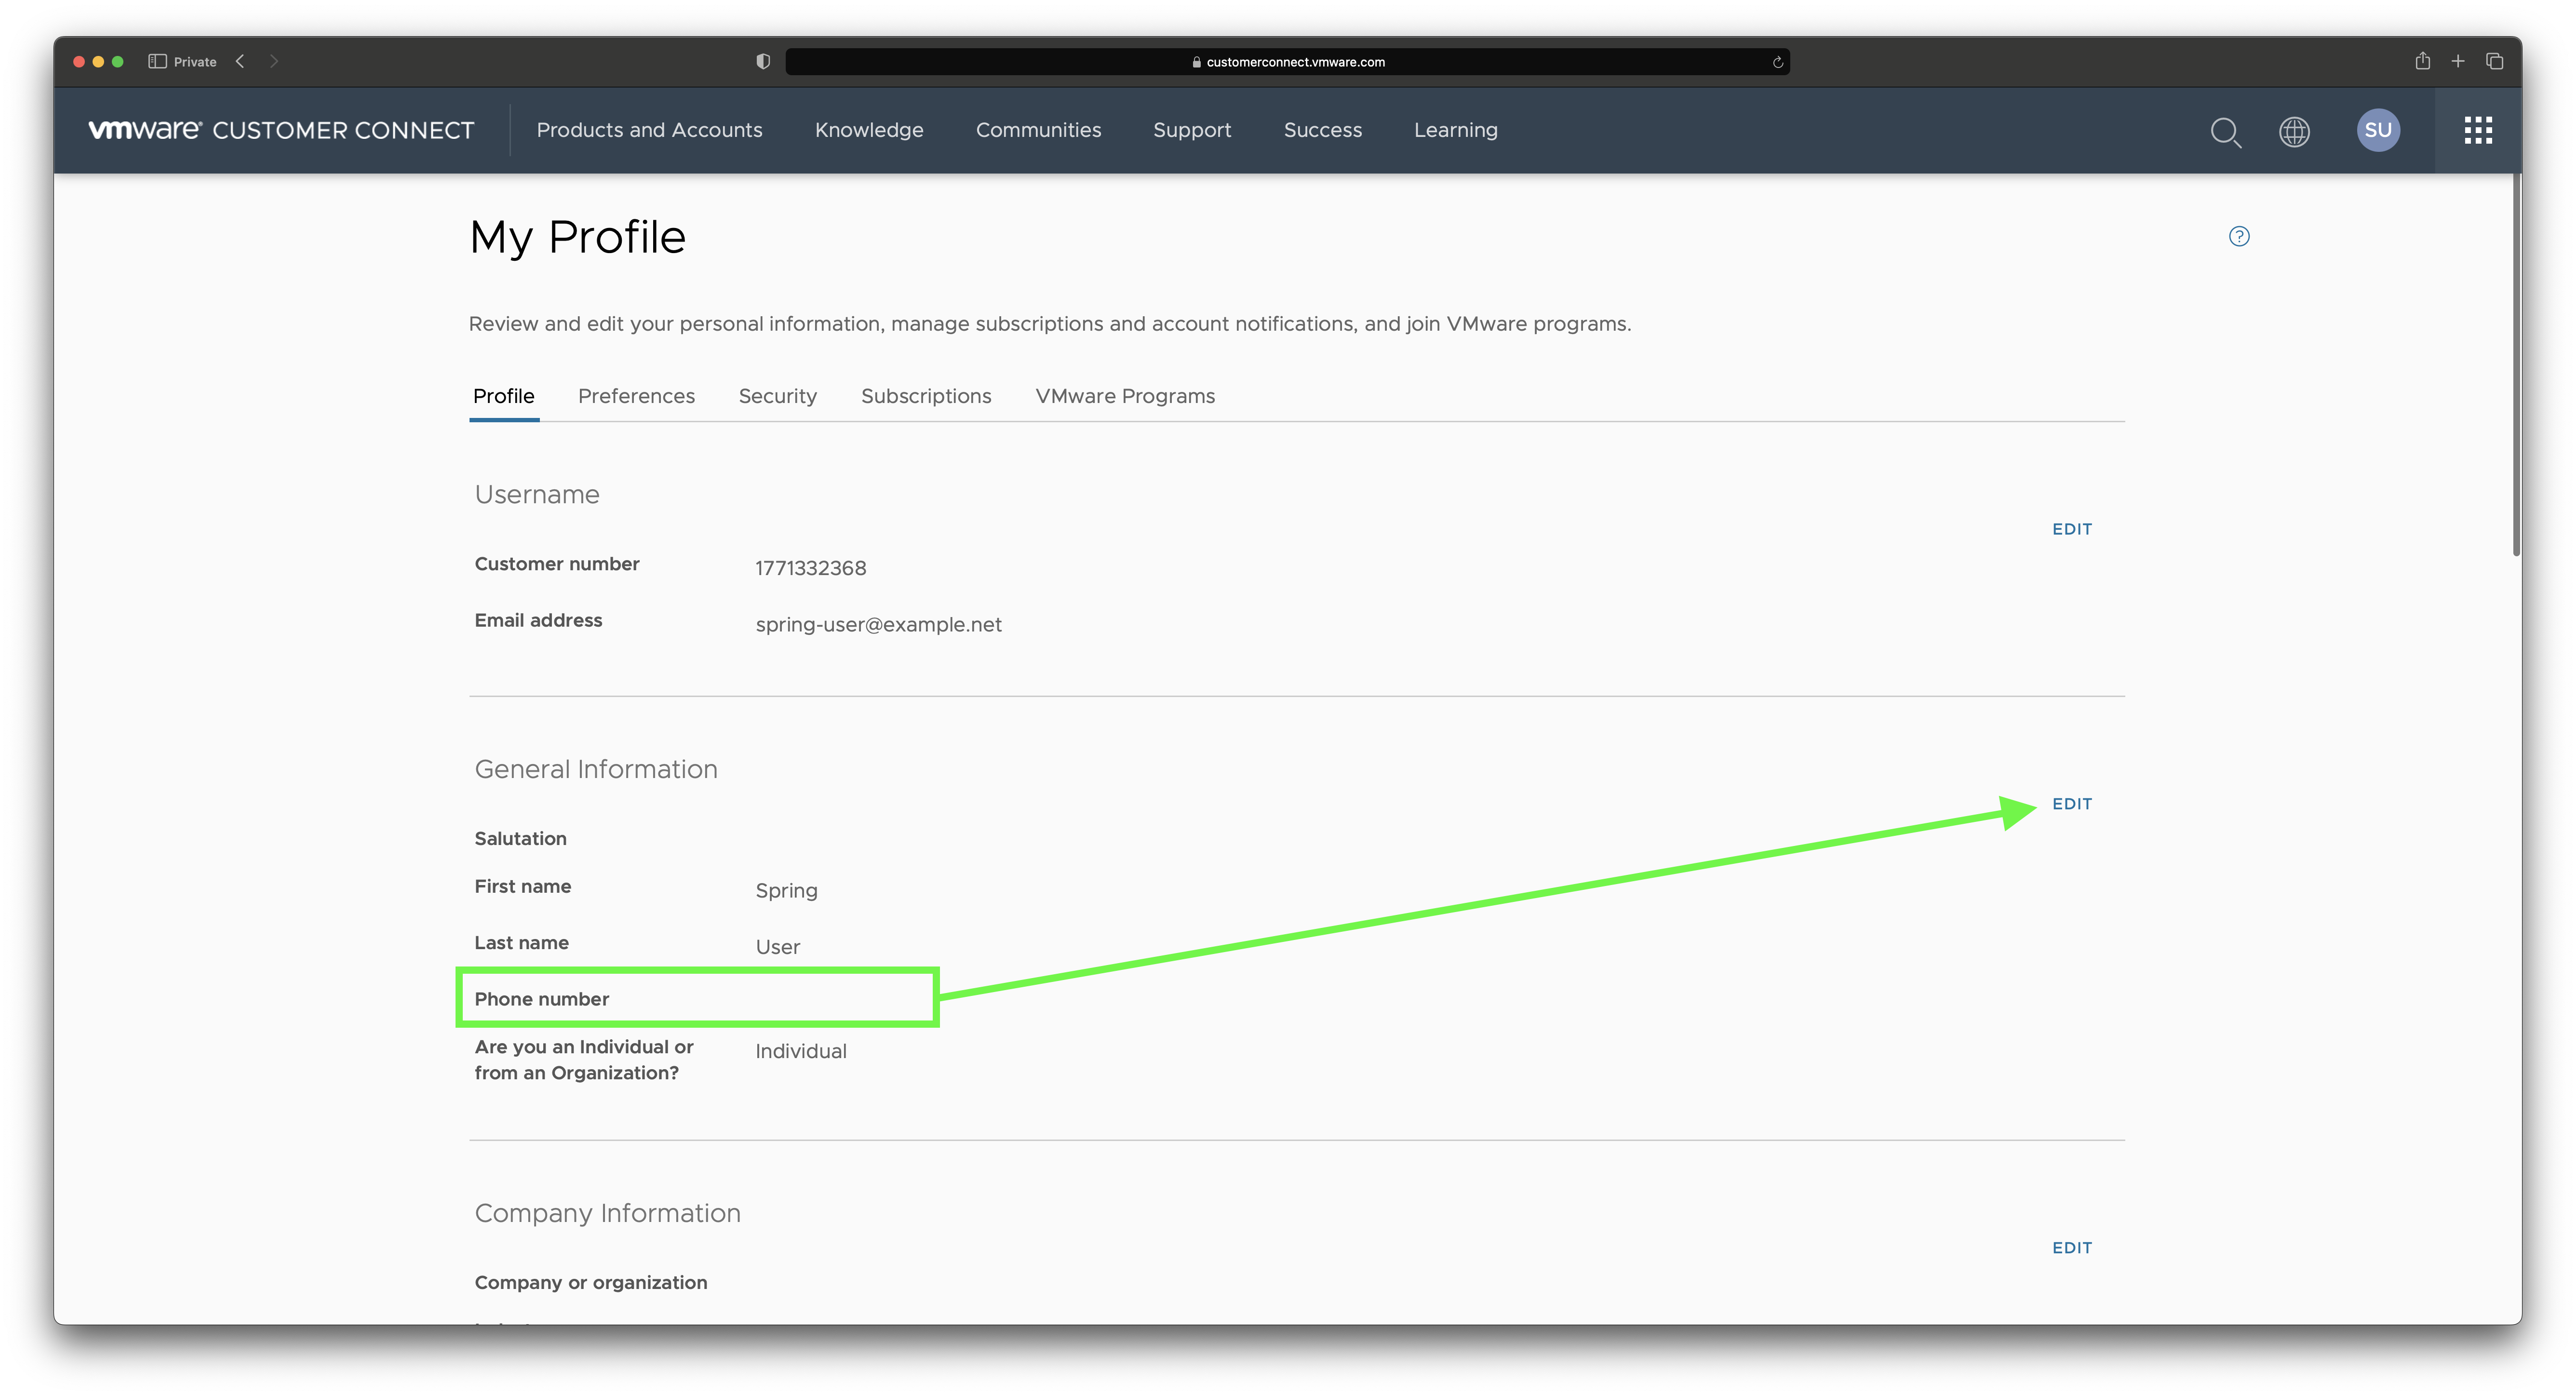 Private
customerconnect.vmware.com
vmware® CUSTOMER CONNECT
Products and Accounts
Knowledge
Communities
Support
Success
Learning
SU
My Profile
?
Review and edit your personal information, manage subscriptions and account notifications, and join VMware programs.
Profile
Preferences
Security
Subscriptions
VMware Programs
Username
EDIT
Customer number 1771332368
Email address spring-user@example.net
General Information
EDIT
Salutation
First name Spring
Last name User
Phone number
Are you an Individual or Individual
from an Organization?
Company Information
EDIT
Company or organization